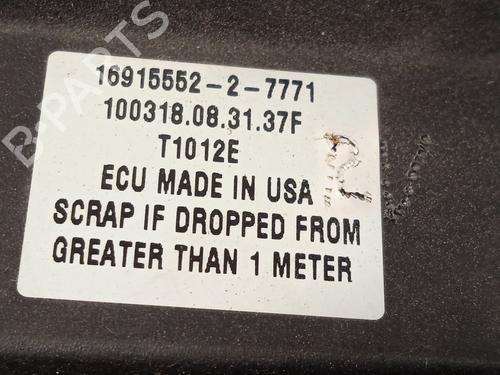 B-PARTS
16915552-2-7771
100318.08.31.37F
T1012E
ECU MADE IN USA
SCRAP IF DROPPED FROM
GREATER THAN 1 METER